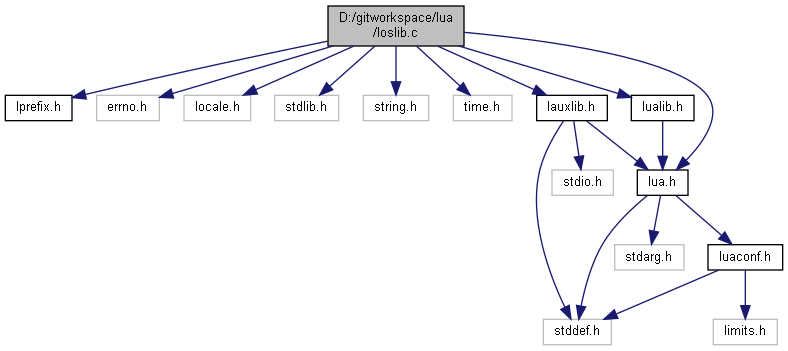 D:/gitworkspace/lua
/loslib.c
lprefix.h
errno.h
locale.h
stdlib.h
string.h
time.h
lauxlib.h
lualib.h
stdio.h
lua.h
stdarg.h
luaconf.h
stddef.h
limits.h